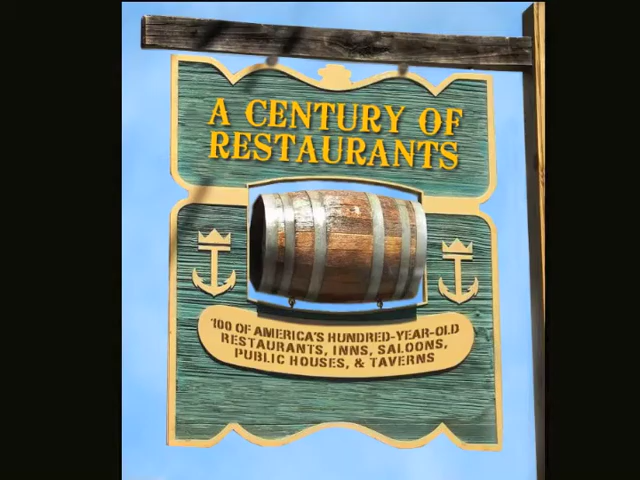 A CENTURY OF
RESTAURANTS
100 OF AMERICA'S HUNDRED-YEAR-OLD
RESTAURANTS, INNS, SALOONS,
PUBLIC HOUSES, & TAVERNS